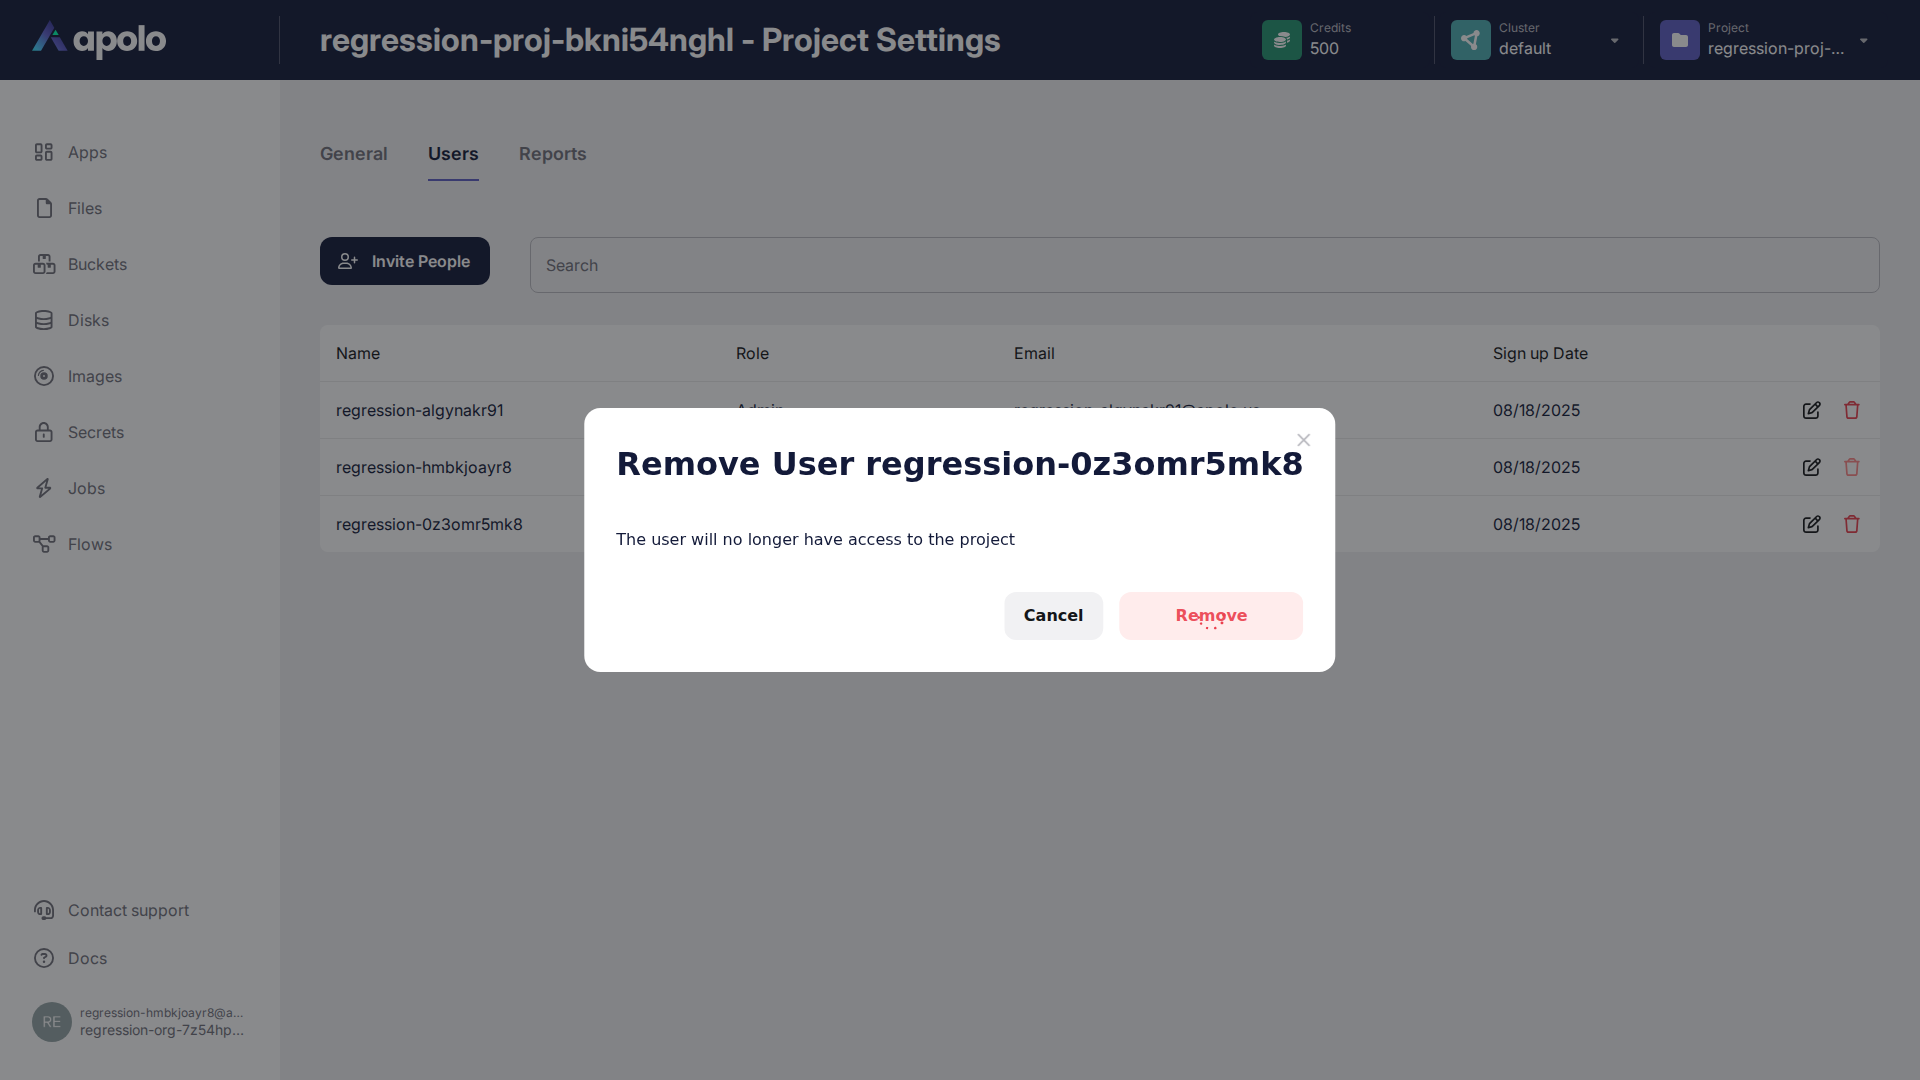 apolo
regression-proj-bkni54nghl - Project Settings
Credits
500
Cluster
default
Project
regression-proj-...
Apps
Files
Buckets
Disks
Images
Secrets
Jobs
Flows
General
Users
Reports
Invite People
Search
Name
Role
Email
Sign up Date
regression-algynakr91
08/18/2025
regression-hmbkjoayr8
08/18/2025
regression-0z3omr5mk8
08/18/2025
Remove User regression-0z3omr5mk8
The user will no longer have access to the project
Cancel
Remove
Contact support
Docs
RE
regression-hmbkjoayr8@a...
regression-org-7z54hp...